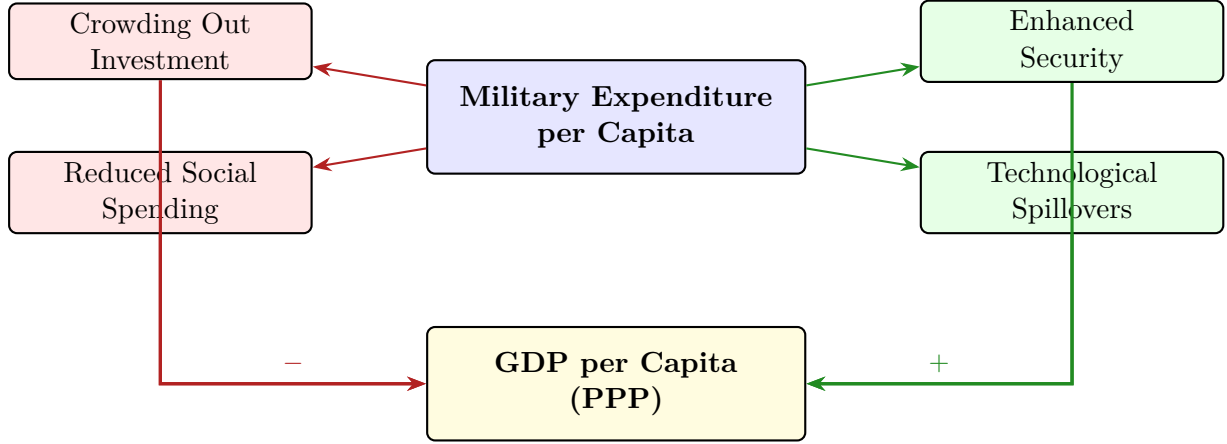 Crowding Out
Investment
Military Expenditure
per Capita
Enhanced
Security
Reduced Social
Spending
Technological
Spillovers
−
GDP per Capita
(PPP)
+